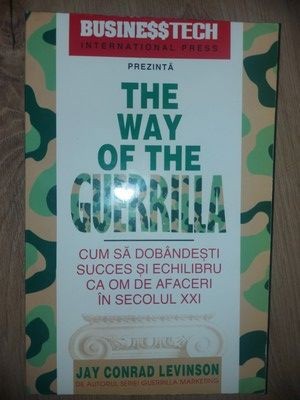 BUSINE$$TECH
INTERNATIONAL PRESS
PREZINTĂ
THE
WAY
OF THE
GUERRILLA
CUM SĂ DOBÂNDEȘTI
SUCCES ȘI ECHILIBRU
CA OM DE AFACERI
ÎN SECOLUL XXI
JAY CONRAD LEVINSON
DE AUTORUL SERIEI GUERRILLA MARKETING